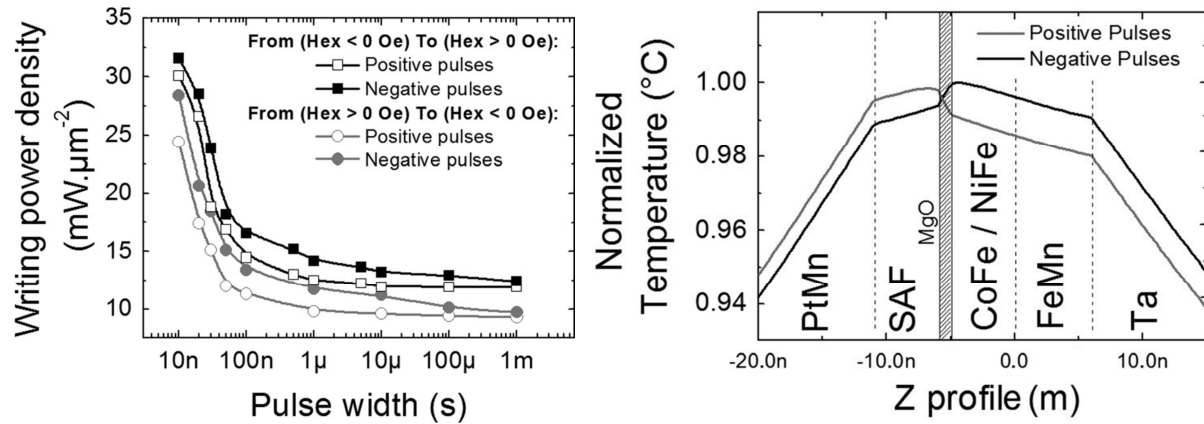 Writing power density
(mW.µm⁻²)
35
30
25
20
15
10
From (Hex < 0 Oe) To (Hex > 0 Oe):
Positive pulses
Negative pulses
From (Hex > 0 Oe) To (Hex < 0 Oe):
Positive pulses
Negative pulses
10n 100n 1µ 10µ 100µ 1m
Pulse width (s)
Normalized
Temperature (°C)
1.00
0.98
0.96
0.94
Positive Pulses
Negative Pulses
PtMn
SAF
MgO
CoFe / NiFe
FeMn
Ta
-20.0n -10.0n 0.0 10.0n
Z profile (m)